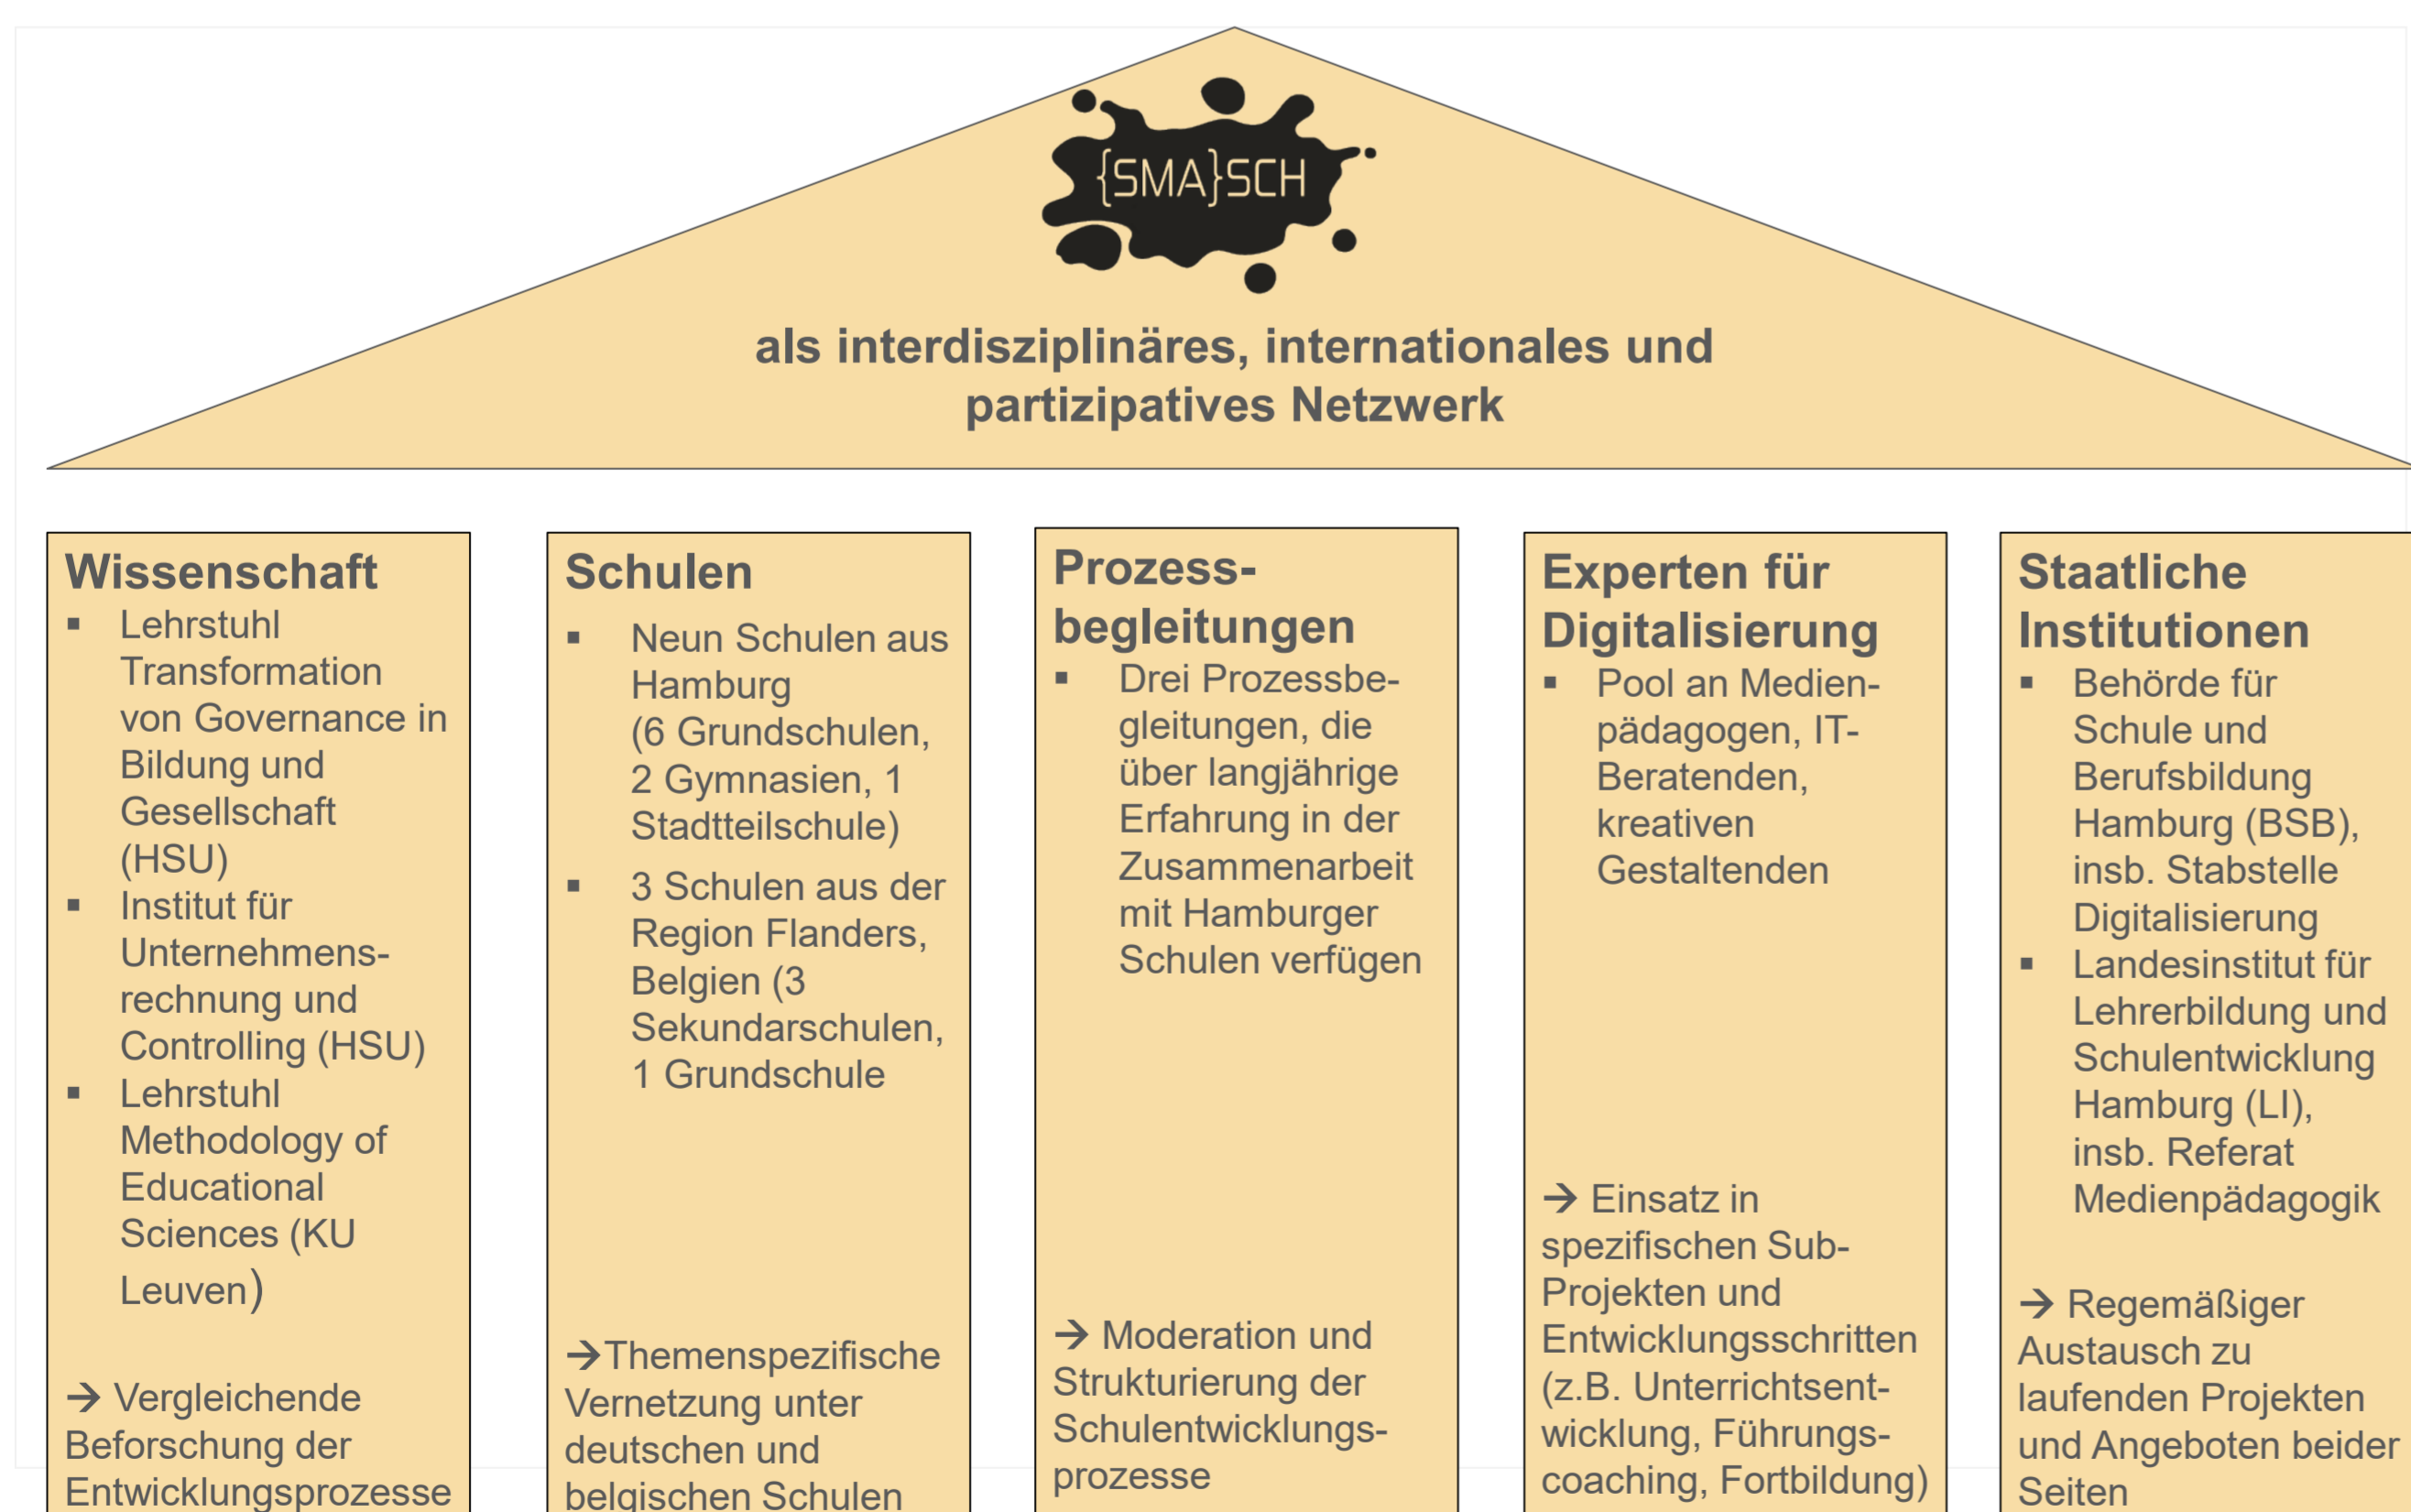 {SMA}SCH
als interdisziplinäres, internationales und
partizipatives Netzwerk
Wissenschaft
▪ Lehrstuhl
Transformation
von Governance in
Bildung und
Gesellschaft
(HSU)
▪ Institut für
Unternehmens-
rechnung und
Controlling (HSU)
▪ Lehrstuhl
Methodology of
Educational
Sciences (KU
Leuven)
→ Vergleichende
Beforschung der
Entwicklungsprozesse
Schulen
▪ Neun Schulen aus
Hamburg
(6 Grundschulen,
2 Gymnasien, 1
Stadtteilschule)
▪ 3 Schulen aus der
Region Flanders,
Belgien (3
Sekundarschulen,
1 Grundschule
→Themenspezifische
Vernetzung unter
deutschen und
belgischen Schulen
Prozess-
begleitungen
▪ Drei Prozessbe-
gleitungen, die
über langjährige
Erfahrung in der
Zusammenarbeit
mit Hamburger
Schulen verfügen
→ Moderation und
Strukturierung der
Schulentwicklungs-
prozesse
Experten für
Digitalisierung
▪ Pool an Medien-
pädagogen, IT-
Beratenden,
kreativen
Gestaltenden
→ Einsatz in
spezifischen Sub-
Projekten und
Entwicklungsschritten
(z.B. Unterrichtsent-
wicklung, Führungs-
coaching, Fortbildung)
Staatliche
Institutionen
▪ Behörde für
Schule und
Berufsbildung
Hamburg (BSB),
insb. Stabstelle
Digitalisierung
▪ Landesinstitut für
Lehrerbildung und
Schulentwicklung
Hamburg (LI),
insb. Referat
Medienpädagogik
→ Regemäßiger
Austausch zu
laufenden Projekten
und Angeboten beider
Seiten